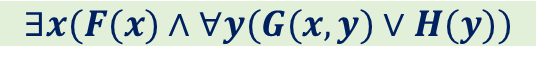 ∃x(F(x) ∧ ∀y(G(x, y) ∨ H(y))